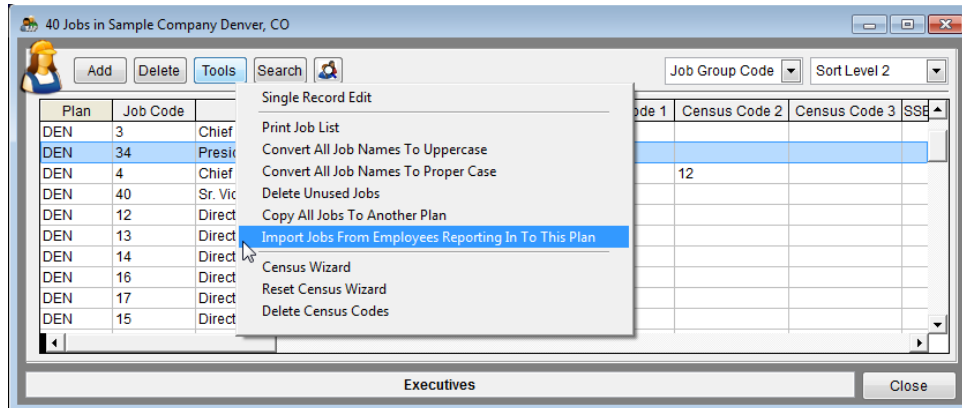 40 Jobs in Sample Company Denver, CO
Add Delete Tools Search Job Group Code Sort Level 2
Plan Job Code ode 1 Census Code 2 Census Code 3 SSE
DEN 3 Chief
DEN 34 Presid
DEN 4 Chief 12
DEN 40 Sr. Vic
DEN 12 Direct
DEN 13 Direct
DEN 14 Direct
DEN 16 Direct
DEN 17 Direct
DEN 15 Direct
Single Record Edit
Print Job List
Convert All Job Names To Uppercase
Convert All Job Names To Proper Case
Delete Unused Jobs
Copy All Jobs To Another Plan
Import Jobs From Employees Reporting In To This Plan
Census Wizard
Reset Census Wizard
Delete Census Codes
Executives
Close